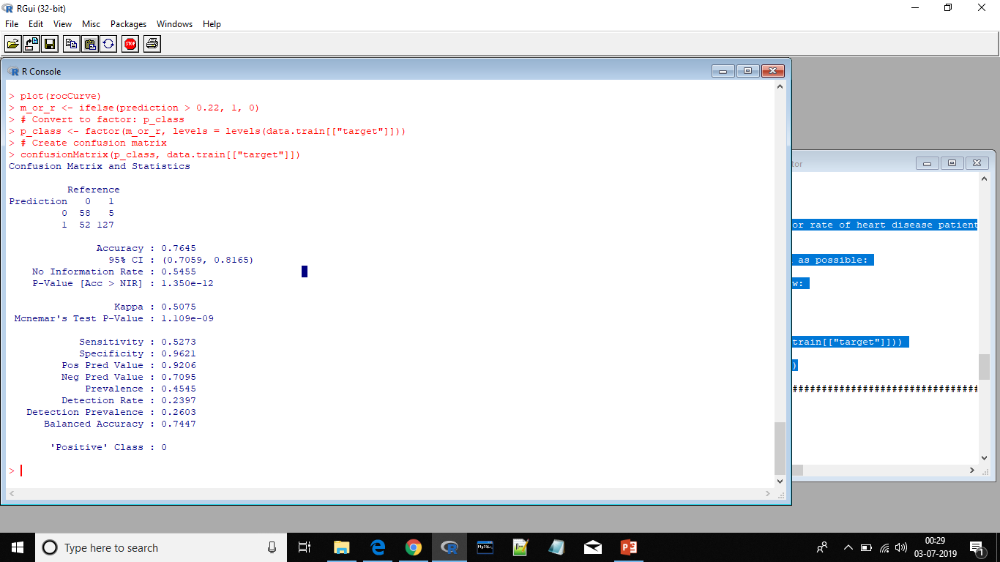 RGui (32-bit)
File Edit View Misc Packages Windows Help
STOP
R Console
> plot(rocCurve)
> m_or_r <- ifelse(prediction > 0.22, 1, 0)
> # Convert to factor: p_class
> p_class <- factor(m_or_r, levels = levels(data.train[["target"]]))
> # Create confusion matrix
> confusionMatrix(p_class, data.train[["target"]])
Confusion Matrix and Statistics
Reference
Prediction 0 1
0 58 5
1 52 127
Accuracy : 0.7645
95% CI : (0.7059, 0.8165)
No Information Rate : 0.5455
P-Value [Acc > NIR] : 1.350e-12
Kappa : 0.5075
Mcnemar's Test P-Value : 1.109e-09
Sensitivity : 0.5273
Specificity : 0.9621
Pos Pred Value : 0.9206
Neg Pred Value : 0.7095
Prevalence : 0.4545
Detection Rate : 0.2397
Detection Prevalence : 0.2603
Balanced Accuracy : 0.7447
'Positive' Class : 0
>
tor
or rate of heart disease patient
as possible:
w:
train[["target"]]))
)
################################
Type here to search
MySQL
00:29
03-07-2019
1